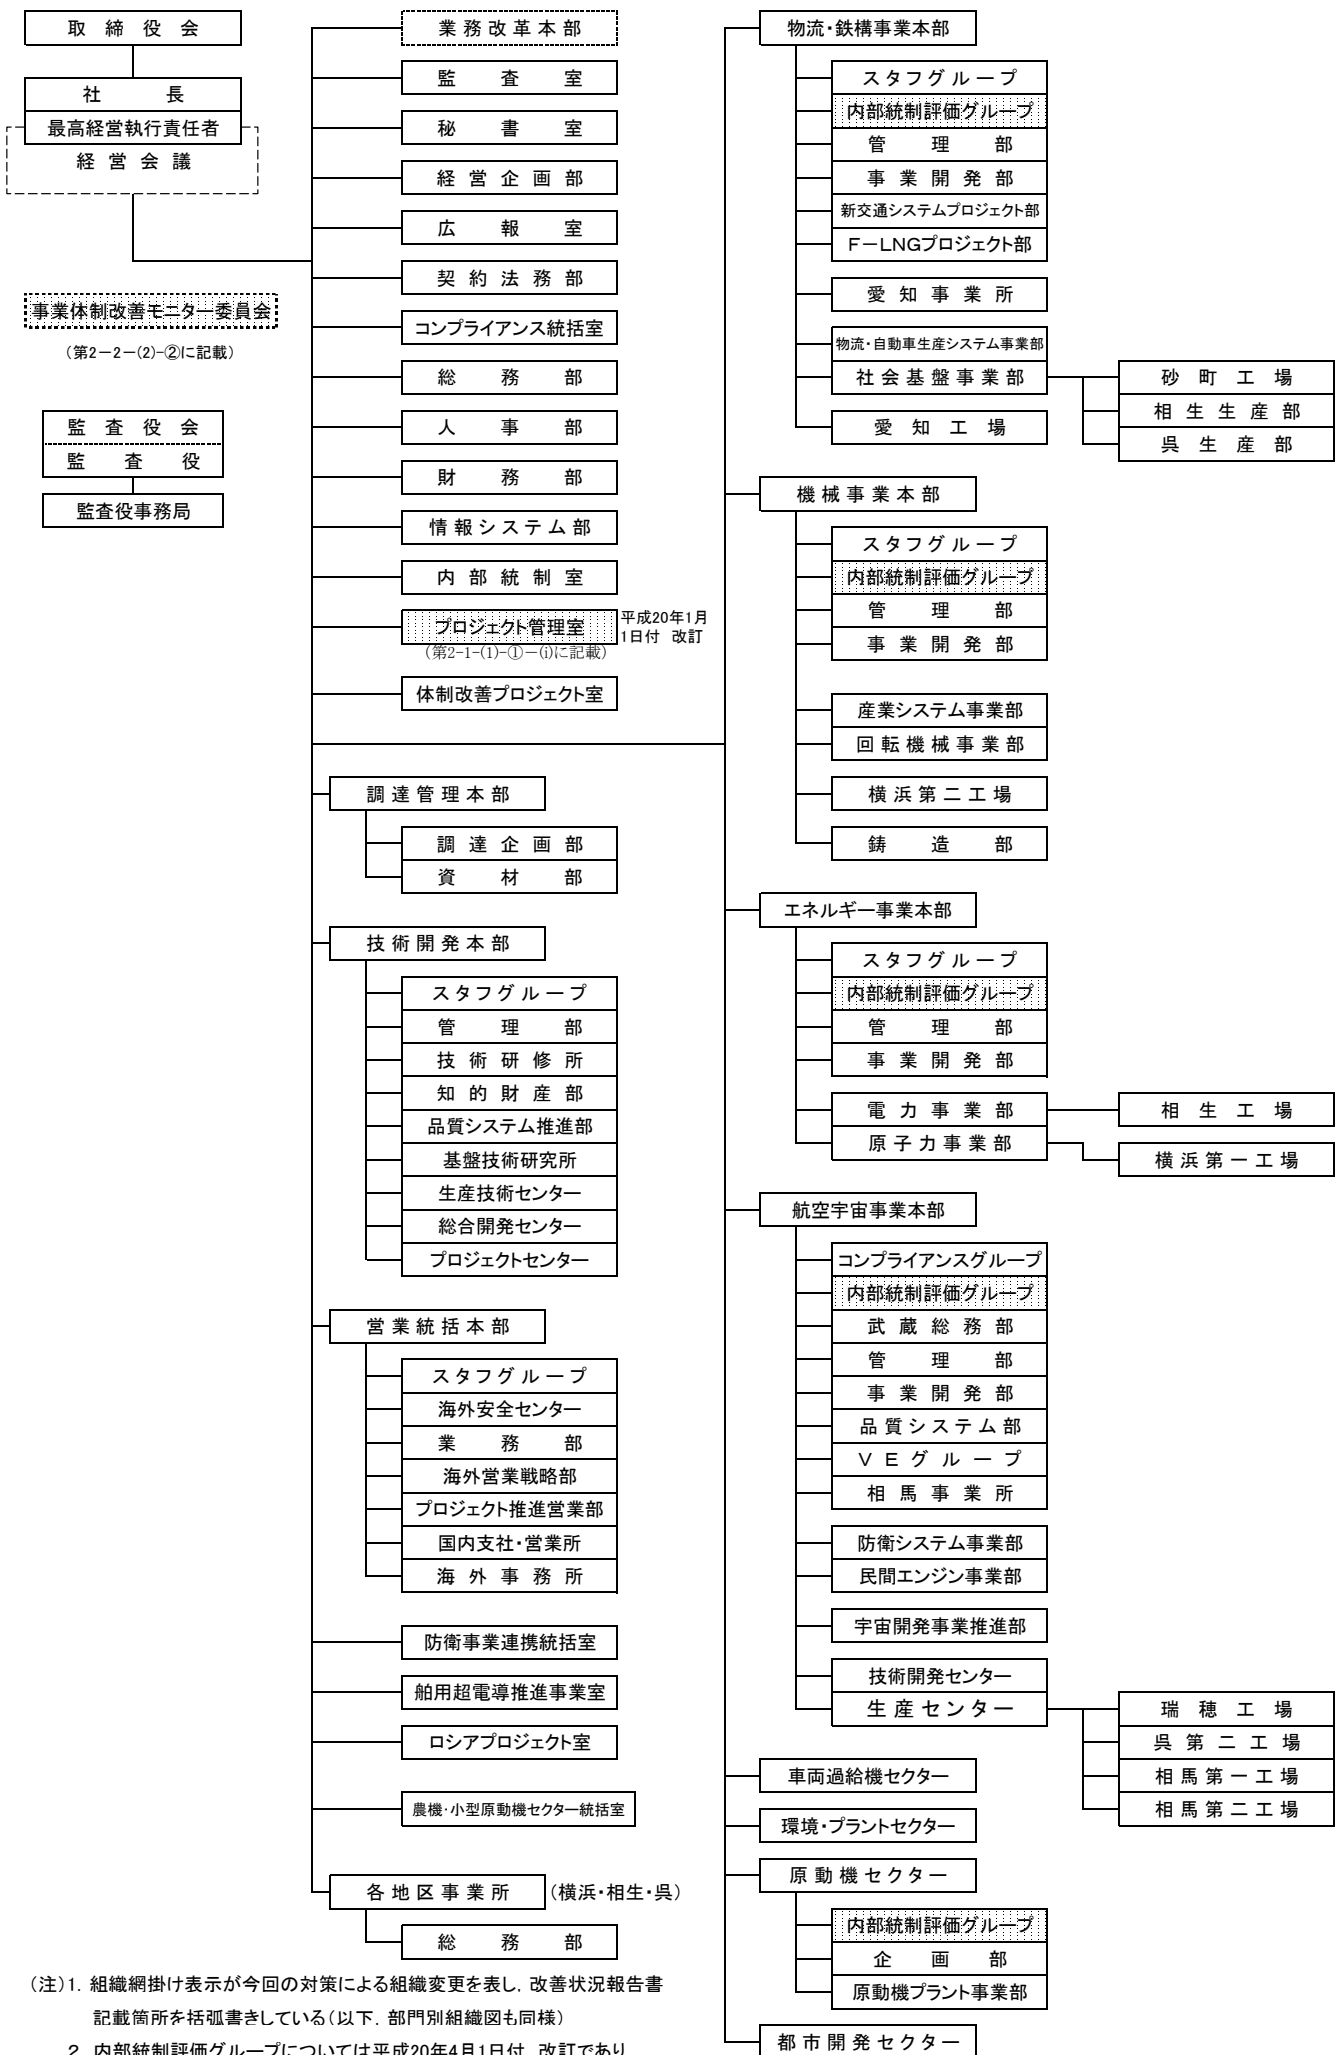 取締役会
社長
最高経営執行責任者
経営会議
事業体制改善モニター委員会
（第2－2－(2)-②に記載）
監査役会
監査役
監査役事務局
業務改革本部
監査室
秘書室
経営企画部
広報室
契約法務部
コンプライアンス統括室
総務部
人事部
財務部
情報システム部
内部統制室
プロジェクト管理室
平成20年1月
1日付 改訂
（第2-1-(1)-①－(i)に記載）
体制改善プロジェクト室
調達管理本部
調達企画部
資材部
技術開発本部
スタフグループ
管理部
技術研修所
知的財産部
品質システム推進部
基盤技術研究所
生産技術センター
総合開発センター
プロジェクトセンター
営業統括本部
スタフグループ
海外安全センター
業務部
海外営業戦略部
プロジェクト推進営業部
国内支社・営業所
海外事務所
防衛事業連携統括室
舶用超電導推進事業室
ロシアプロジェクト室
農機・小型原動機セクター統括室
各地区事業所 （横浜・相生・呉）
総務部
物流・鉄構事業本部
スタフグループ
内部統制評価グループ
管理部
事業開発部
新交通システムプロジェクト部
F－LNGプロジェクト部
愛知事業所
物流・自動車生産システム事業部
社会基盤事業部
砂町工場
相生生産部
呉生産部
愛知工場
機械事業本部
スタフグループ
内部統制評価グループ
管理部
事業開発部
産業システム事業部
回転機械事業部
横浜第二工場
鋳造部
エネルギー事業本部
スタフグループ
内部統制評価グループ
管理部
事業開発部
電力事業部
相生工場
原子力事業部
横浜第一工場
航空宇宙事業本部
コンプライアンスグループ
内部統制評価グループ
武蔵総務部
管理部
事業開発部
品質システム部
VEグループ
相馬事業所
防衛システム事業部
民間エンジン事業部
宇宙開発事業推進部
技術開発センター
生産センター
瑞穂工場
呉第二工場
相馬第一工場
相馬第二工場
車両過給機セクター
環境・プラントセクター
原動機セクター
内部統制評価グループ
企画部
原動機プラント事業部
都市開発セクター
（注）1．組織網掛け表示が今回の対策による組織変更を表し，改善状況報告書
記載箇所を括弧書きしている（以下，部門別組織図も同様）
2．内部統制評価グループについては平成20年4月1日付 改訂であり